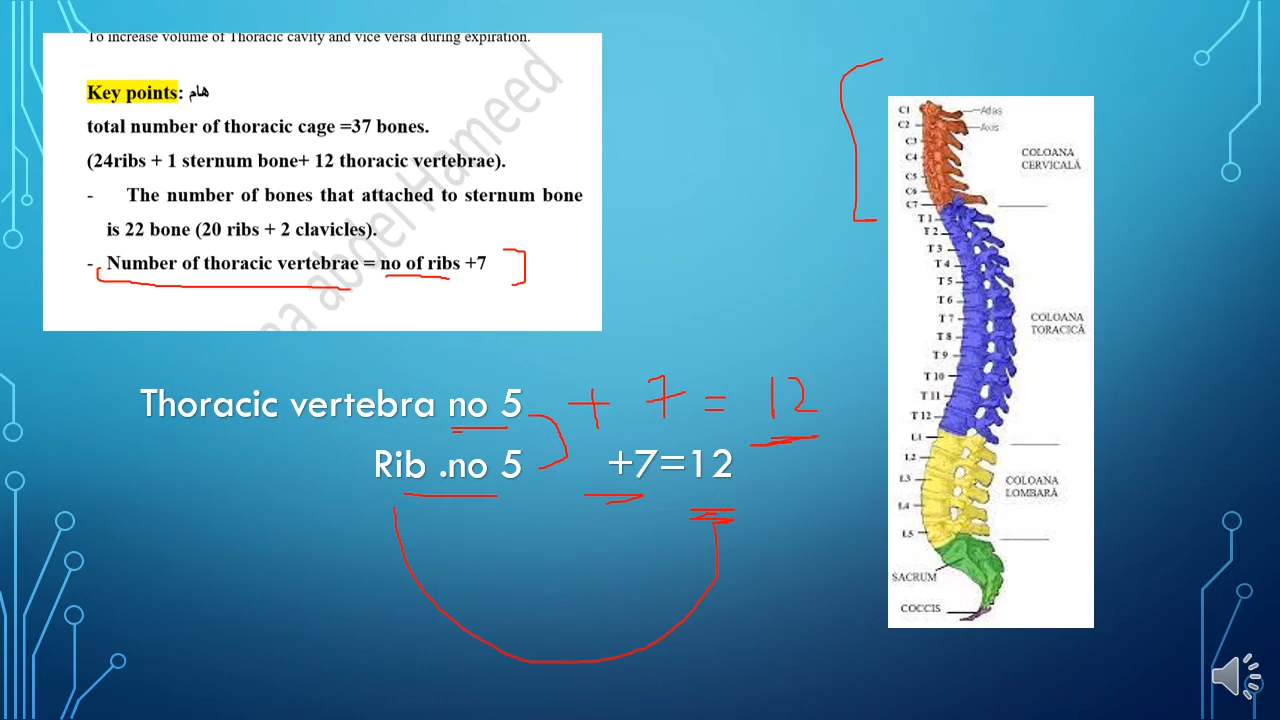 To increase volume of Thoracic cavity and vice versa during expiration.
Key points: هام
total number of thoracic cage =37 bones.
(24ribs + 1 sternum bone+ 12 thoracic vertebrae).
- The number of bones that attached to sternum bone
is 22 bone (20 ribs + 2 clavicles).
- Number of thoracic vertebrae = no of ribs +7
abdel Hameed
Thoracic vertebra no 5 + 7 = 12
Rib .no 5 +7=12
C1
Atlas
C2
Axis
C3
C4
C5
C6
C7
COLOANA
CERVICALĂ
T 1
T 2
T 3
T 4
T 5
T 6
T 7
T 8
T 9
T 10
T 11
T 12
COLOANA
TORACICĂ
L1
L2
L3
L4
L5
COLOANA
LOMBARĂ
SACRUM
COCCIS